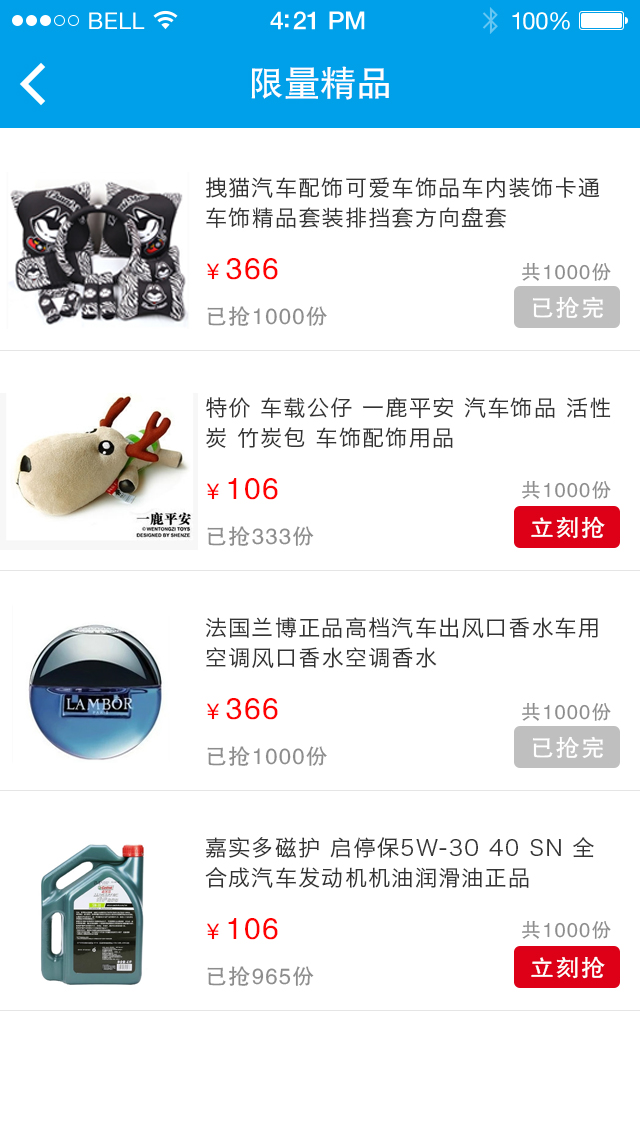 BELL 4:21 PM 100%
限量精品
拽猫汽车配饰可爱车饰品车内装饰卡通
车饰精品套装排挡套方向盘套
¥366
共1000份
已抢1000份
已抢完
特价 车载公仔 一鹿平安 汽车饰品 活性
炭 竹炭包 车饰配饰用品
¥106
共1000份
已抢333份
立刻抢
一鹿平安
©WENTONGZI TOYS
DESIGNED BY SHENZE
法国兰博正品高档汽车出风口香水车用
空调风口香水空调香水
¥366
共1000份
已抢1000份
已抢完
LAMBOR
嘉实多磁护 启停保5W-30 40 SN 全
合成汽车发动机机油润滑油正品
¥106
共1000份
已抢965份
立刻抢
Castrol